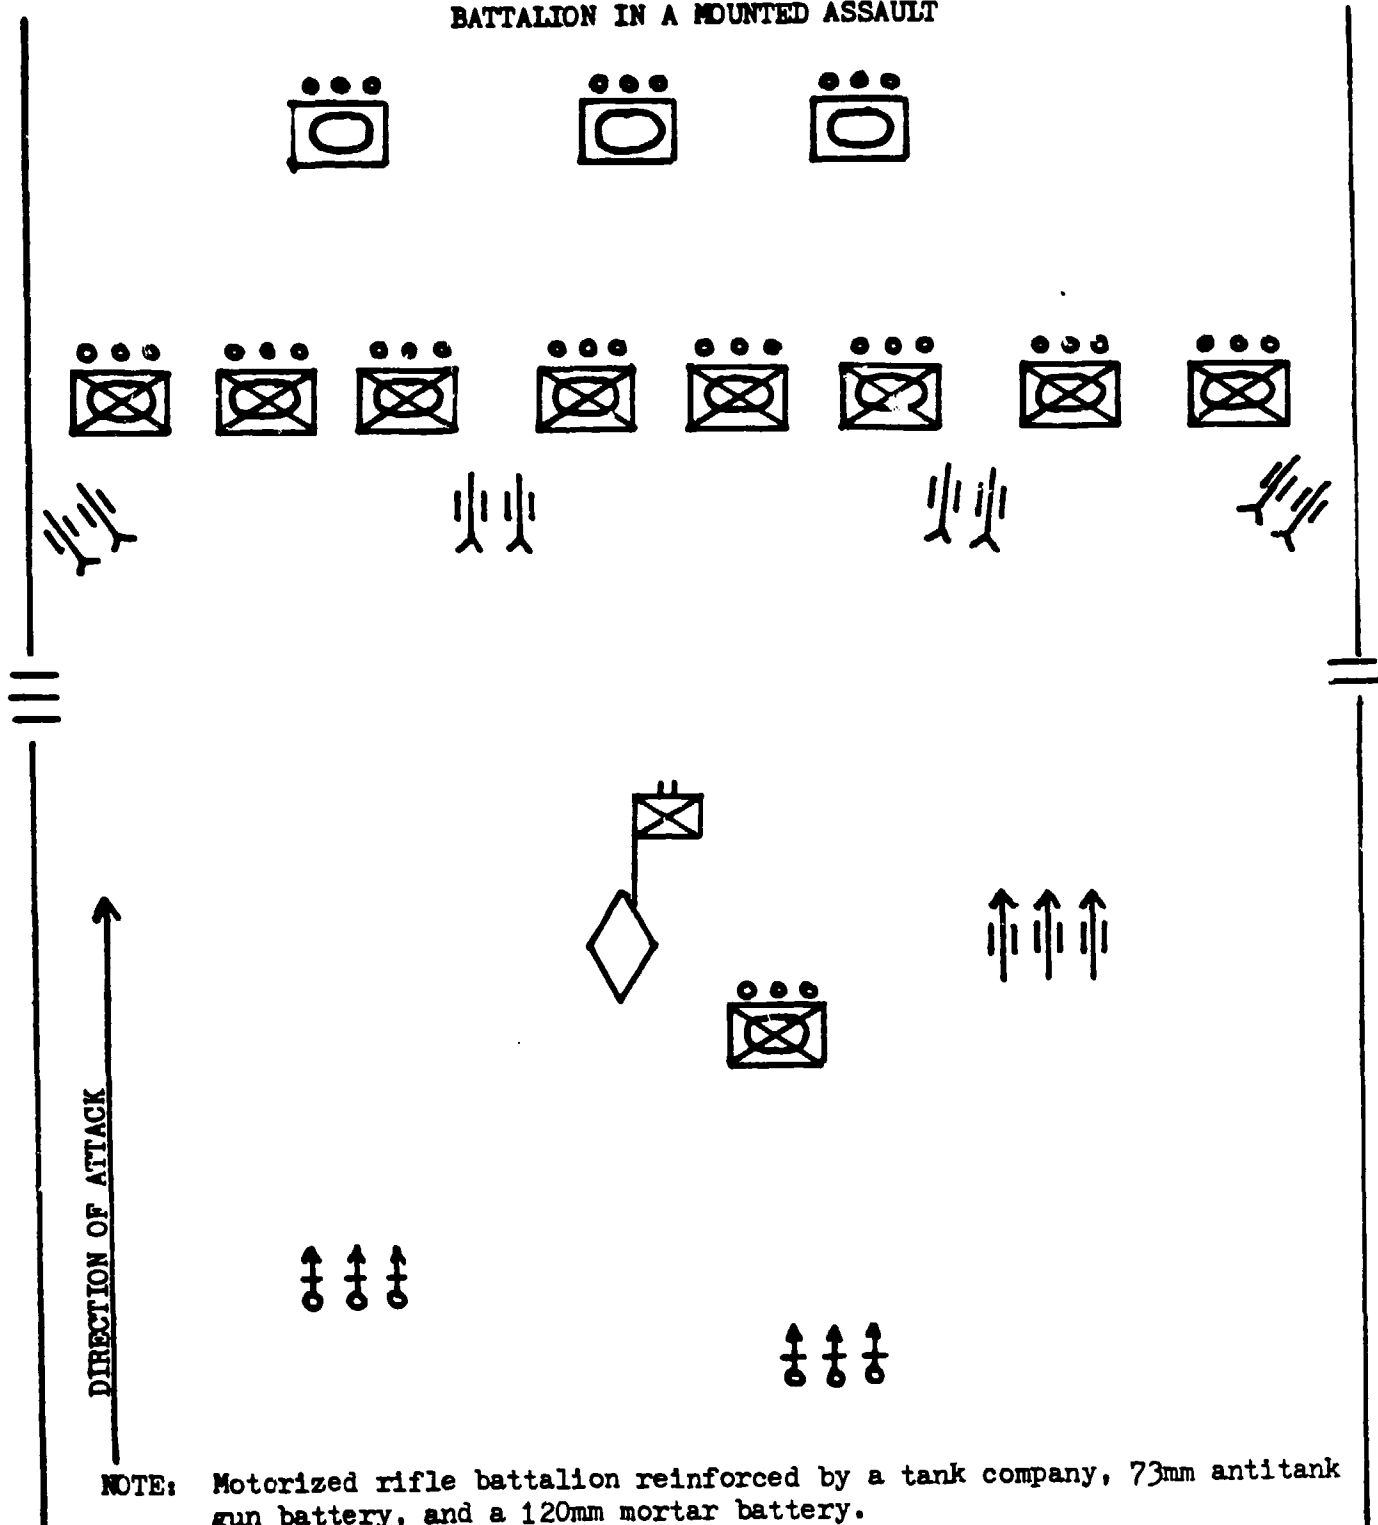 BATTALION IN A MOUNTED ASSAULT
DIRECTION OF ATTACK
NOTE: Motorized rifle battalion reinforced by a tank company, 73mm antitank
gun battery, and a 120mm mortar battery.